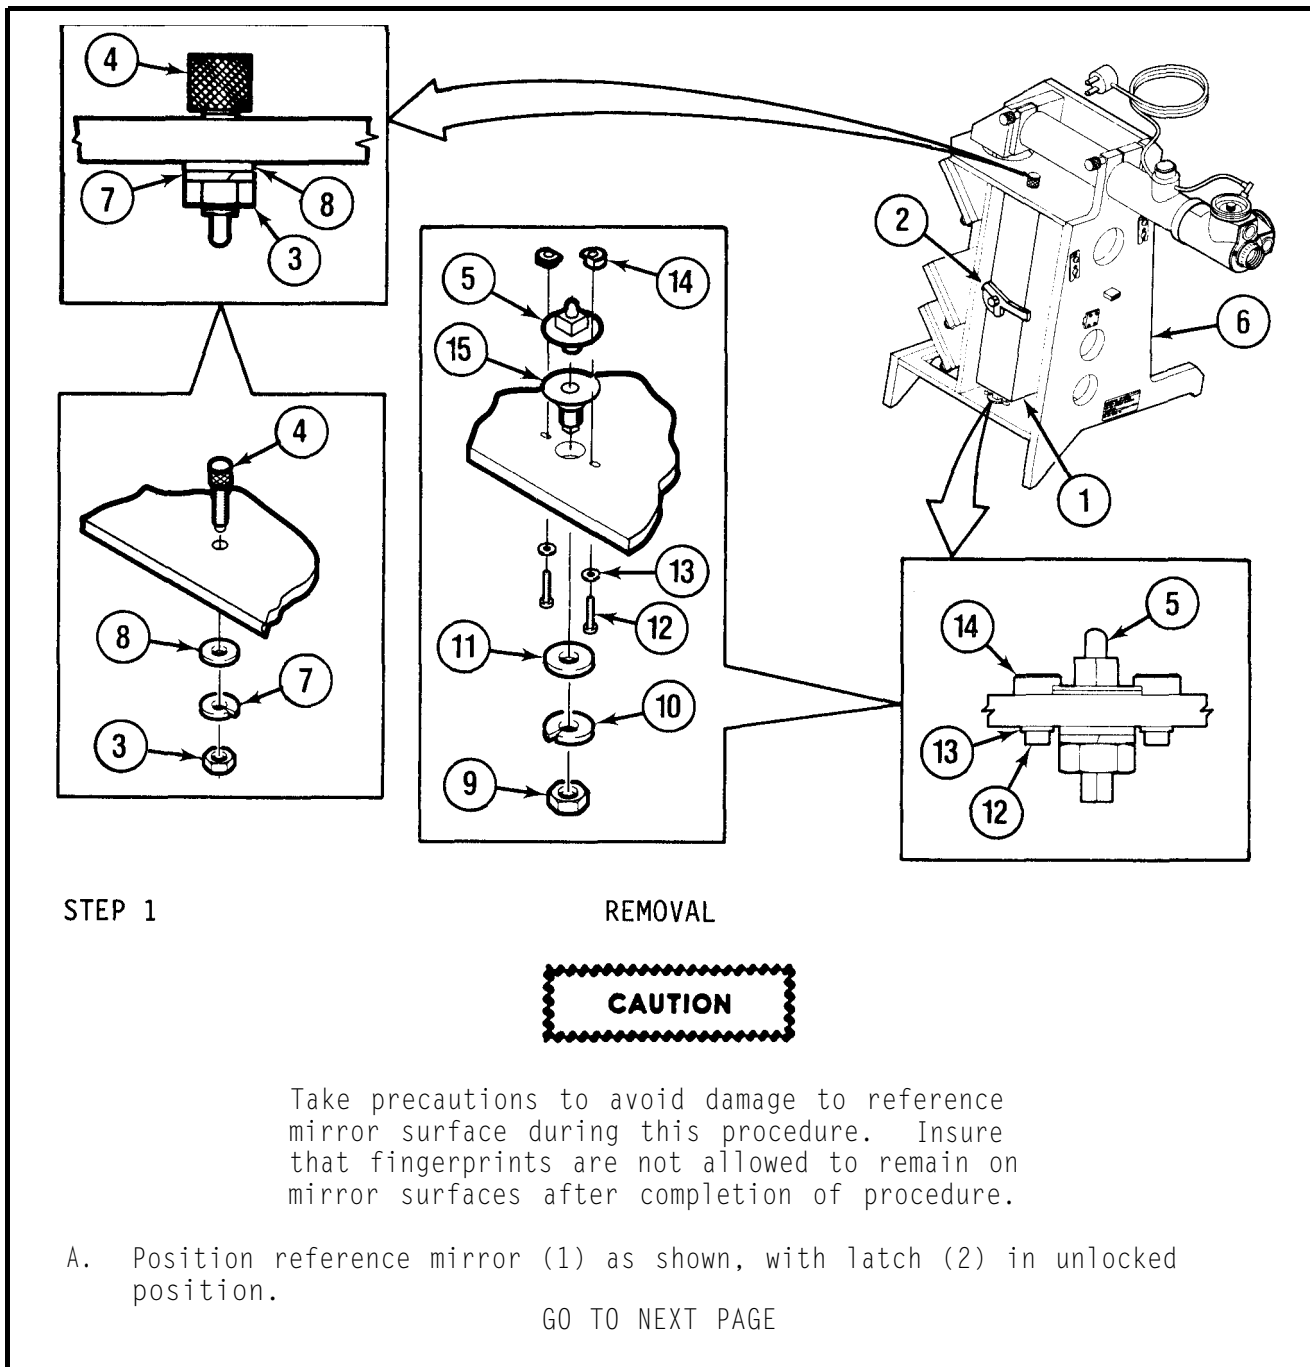 4
7
8
3
2
14
5
15
6
1
4
13
12
8
11
7
10
3
9
5
14
13
12
STEP 1
REMOVAL
CAUTION
Take precautions to avoid damage to reference
mirror surface during this procedure. Insure
that fingerprints are not allowed to remain on
mirror surfaces after completion of procedure.
A. Position reference mirror (1) as shown, with latch (2) in unlocked
position.
GO TO NEXT PAGE